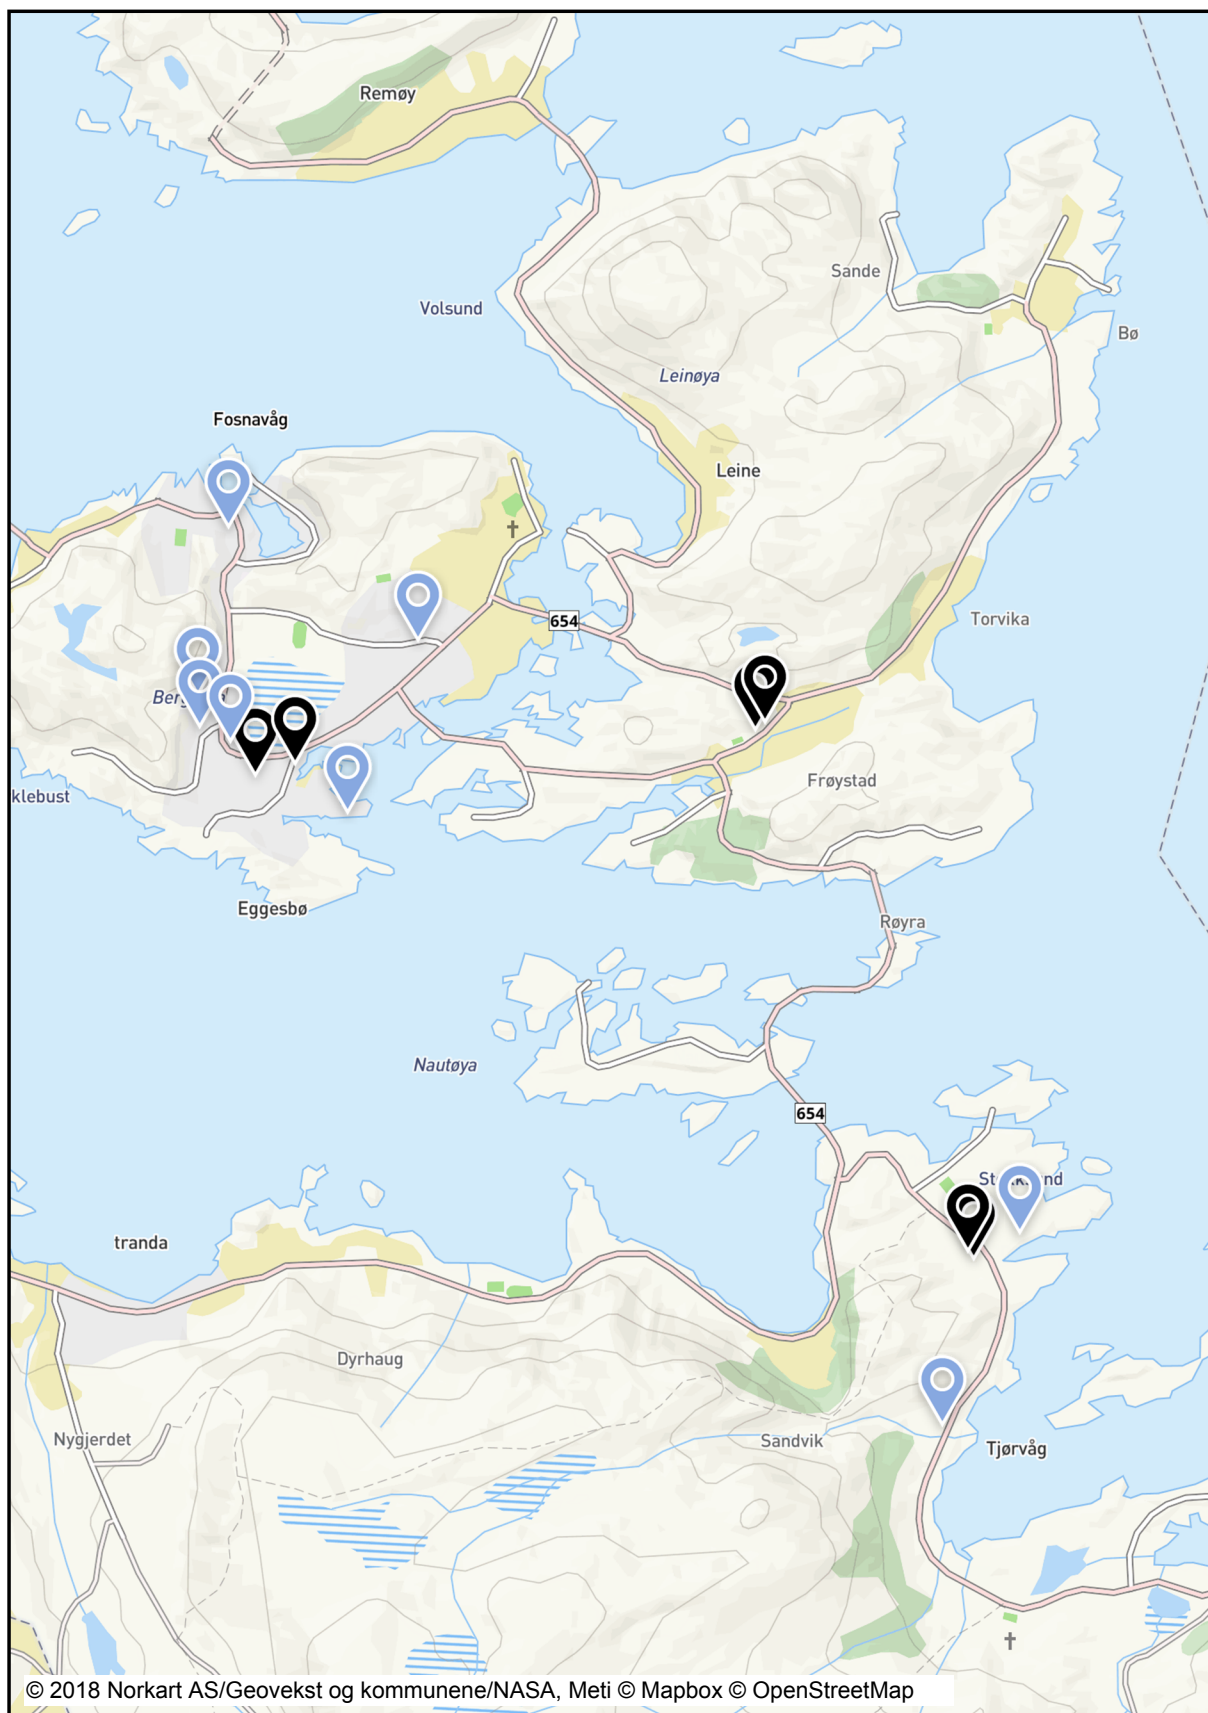 Remøy
Sande
Volsund
Bø
Leinøya
Fosnavåg
Leine
654
Torvika
klebust
Frøystad
Eggesbø
Røyra
Nautøya
654
tranda
Dyrhaug
Nygjerdet
Sandvik
Tjørvåg
© 2018 Norkart AS/Geovekst og kommunene/NASA, Meti © Mapbox © OpenStreetMap